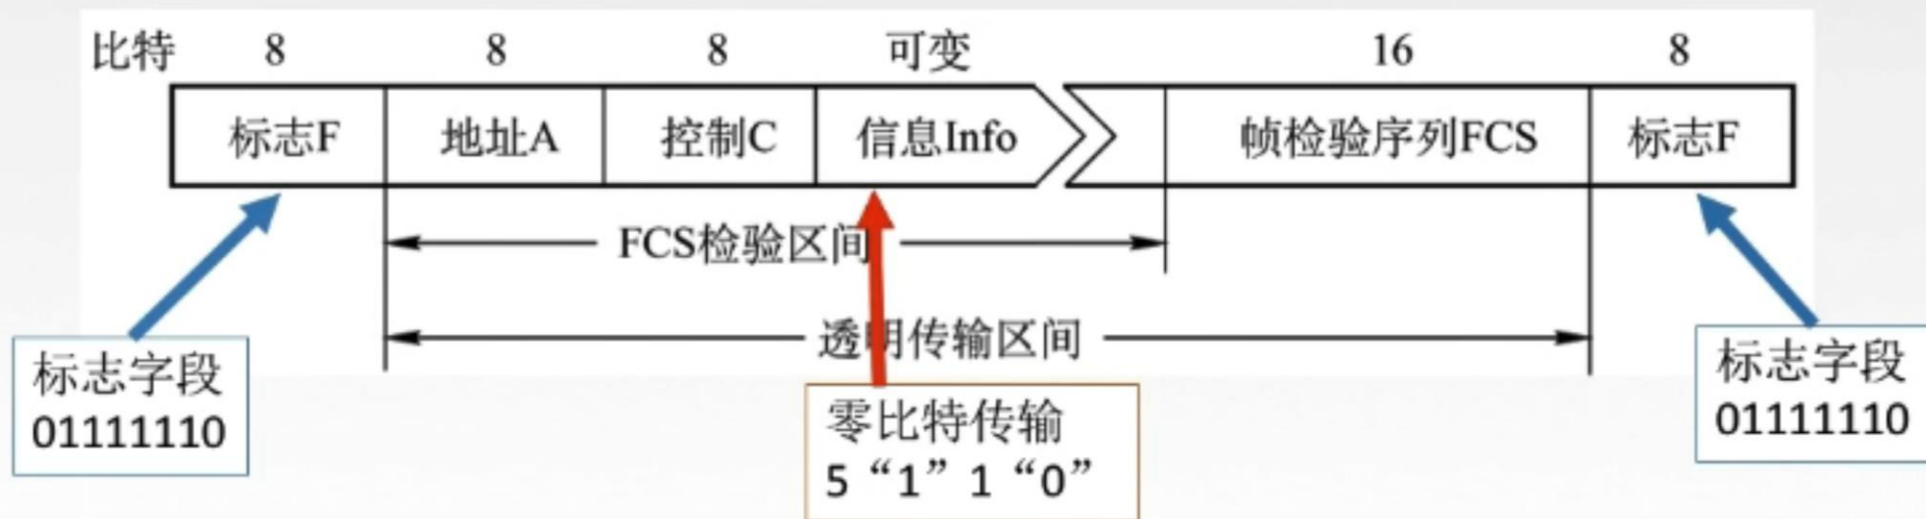 比特 8 8 8 可变 16 8
标志F 地址A 控制C 信息Info 帧检验序列FCS 标志F
FCS检验区间
透明传输区间
标志字段
01111110
零比特传输
5“1”1“0”
标志字段
01111110